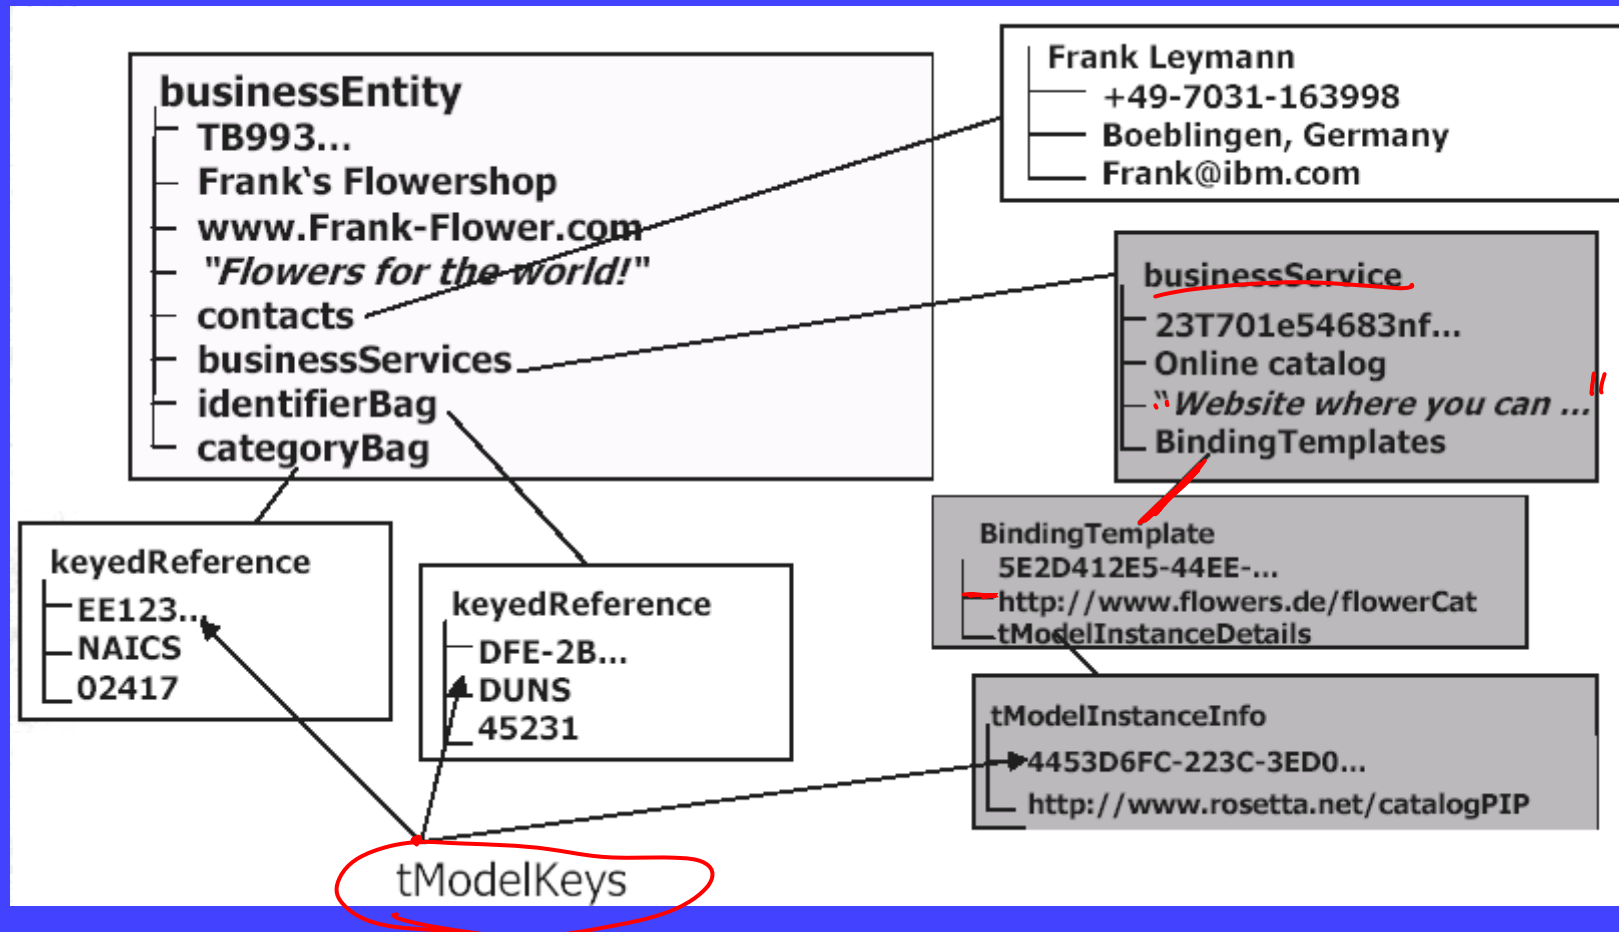 businessEntity
TB993...
Frank's Flowershop
www.Frank-Flower.com
"Flowers for the world!"
contacts
businessServices
identifierBag
categoryBag
Frank Leymann
+49-7031-163998
Boeblingen, Germany
Frank@ibm.com
businessService
23T701e54683nf...
Online catalog
"Website where you can ..."
BindingTemplates
BindingTemplate
5E2D412E5-44EE-...
http://www.flowers.de/flowerCat
tModelInstanceDetails
keyedReference
EE123...
NAICS
02417
keyedReference
DFE-2B...
DUNS
45231
tModelInstanceInfo
4453D6FC-223C-3ED0...
http://www.rosetta.net/catalogPIP
tModelKeys